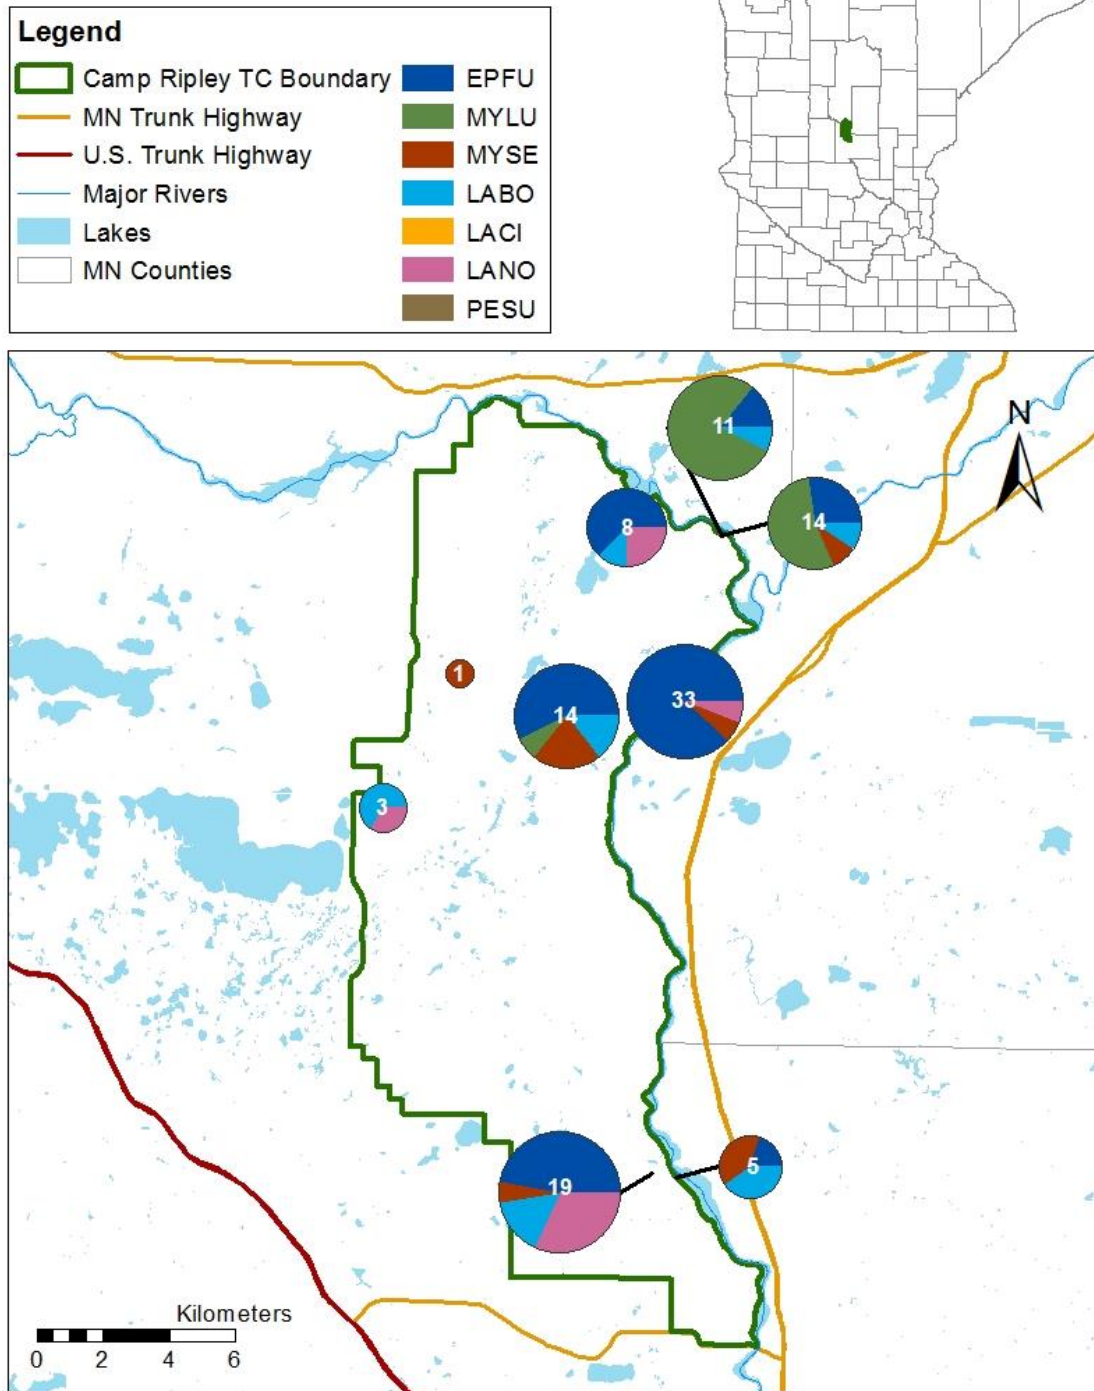 Legend
Camp Ripley TC Boundary
MN Trunk Highway
U.S. Trunk Highway
Major Rivers
Lakes
MN Counties
EPFU
MYLU
MYSE
LABO
LACI
LANO
PESU
11
N
14
8
1
14
33
3
5
19
Kilometers
0 2 4 6